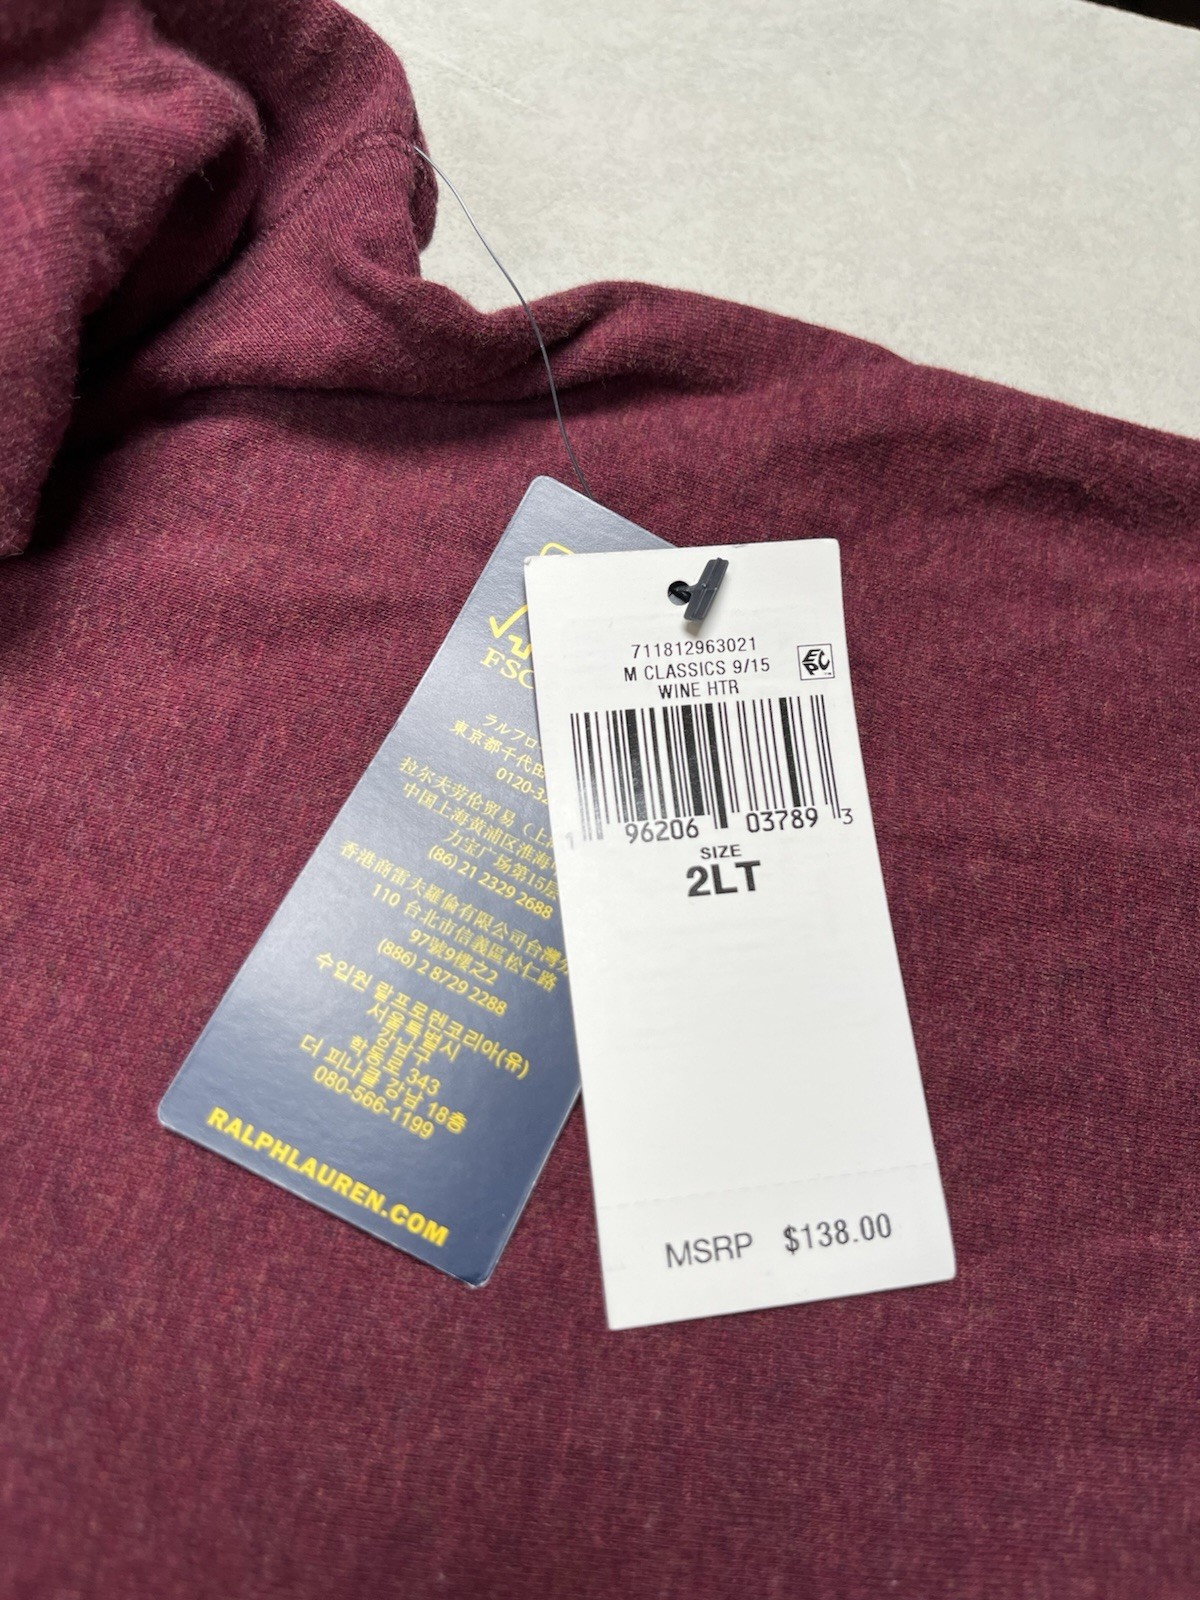 711812963021
M CLASSICS 9/15
WINE HTR
EPC
1 96206 03789 3
SIZE
2LT
MSRP $138.00
FSC
ラルフロ
東京都千代田
0120-32
拉尔夫劳伦贸易（上
中国上海黄浦区淮海
力宝广场第15层
(86) 21 2329 2688
香港商雷夫羅倫有限公司台灣分
110 台北市信義區松仁路
97號9樓之2
(886) 2 8729 2288
수입원 랄프로렌코리아(유)
서울특별시
강남구
학동로 343
더 피나클 강남 18층
080-566-1199
RALPHLAUREN.COM